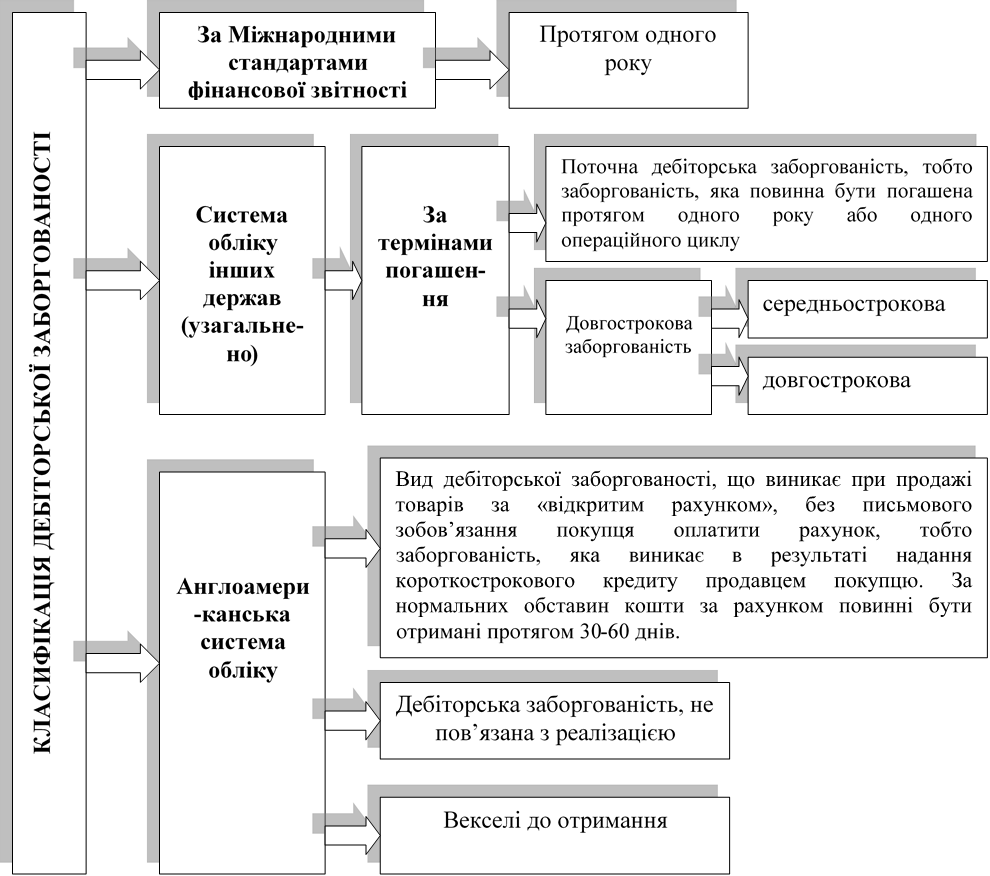 КЛАСИФІКАЦІЯ ДЕБІТОРСЬКОЇ ЗАБОРГОВАНОСТІ
За Міжнародними
стандартами
фінансової звітності
Протягом одного
року
Система
обліку
інших
держав
(узагальне-
но)
За
термінами
погашен-
ня
Поточна дебіторська заборгованість, тобто
заборгованість, яка повинна бути погашена
протягом одного року або одного
операційного циклу
Довгострокова
заборгованість
середньострокова
довгострокова
Англоамери
-канська
система
обліку
Вид дебіторської заборгованості, що виникає при продажі
товарів за «відкритим рахунком», без письмового
зобов’язання покупця оплатити рахунок, тобто
заборгованість, яка виникає в результаті надання
короткострокового кредиту продавцем покупцю. За
нормальних обставин кошти за рахунком повинні бути
отримані протягом 30-60 днів.
Дебіторська заборгованість, не
пов’язана з реалізацією
Векселі до отримання